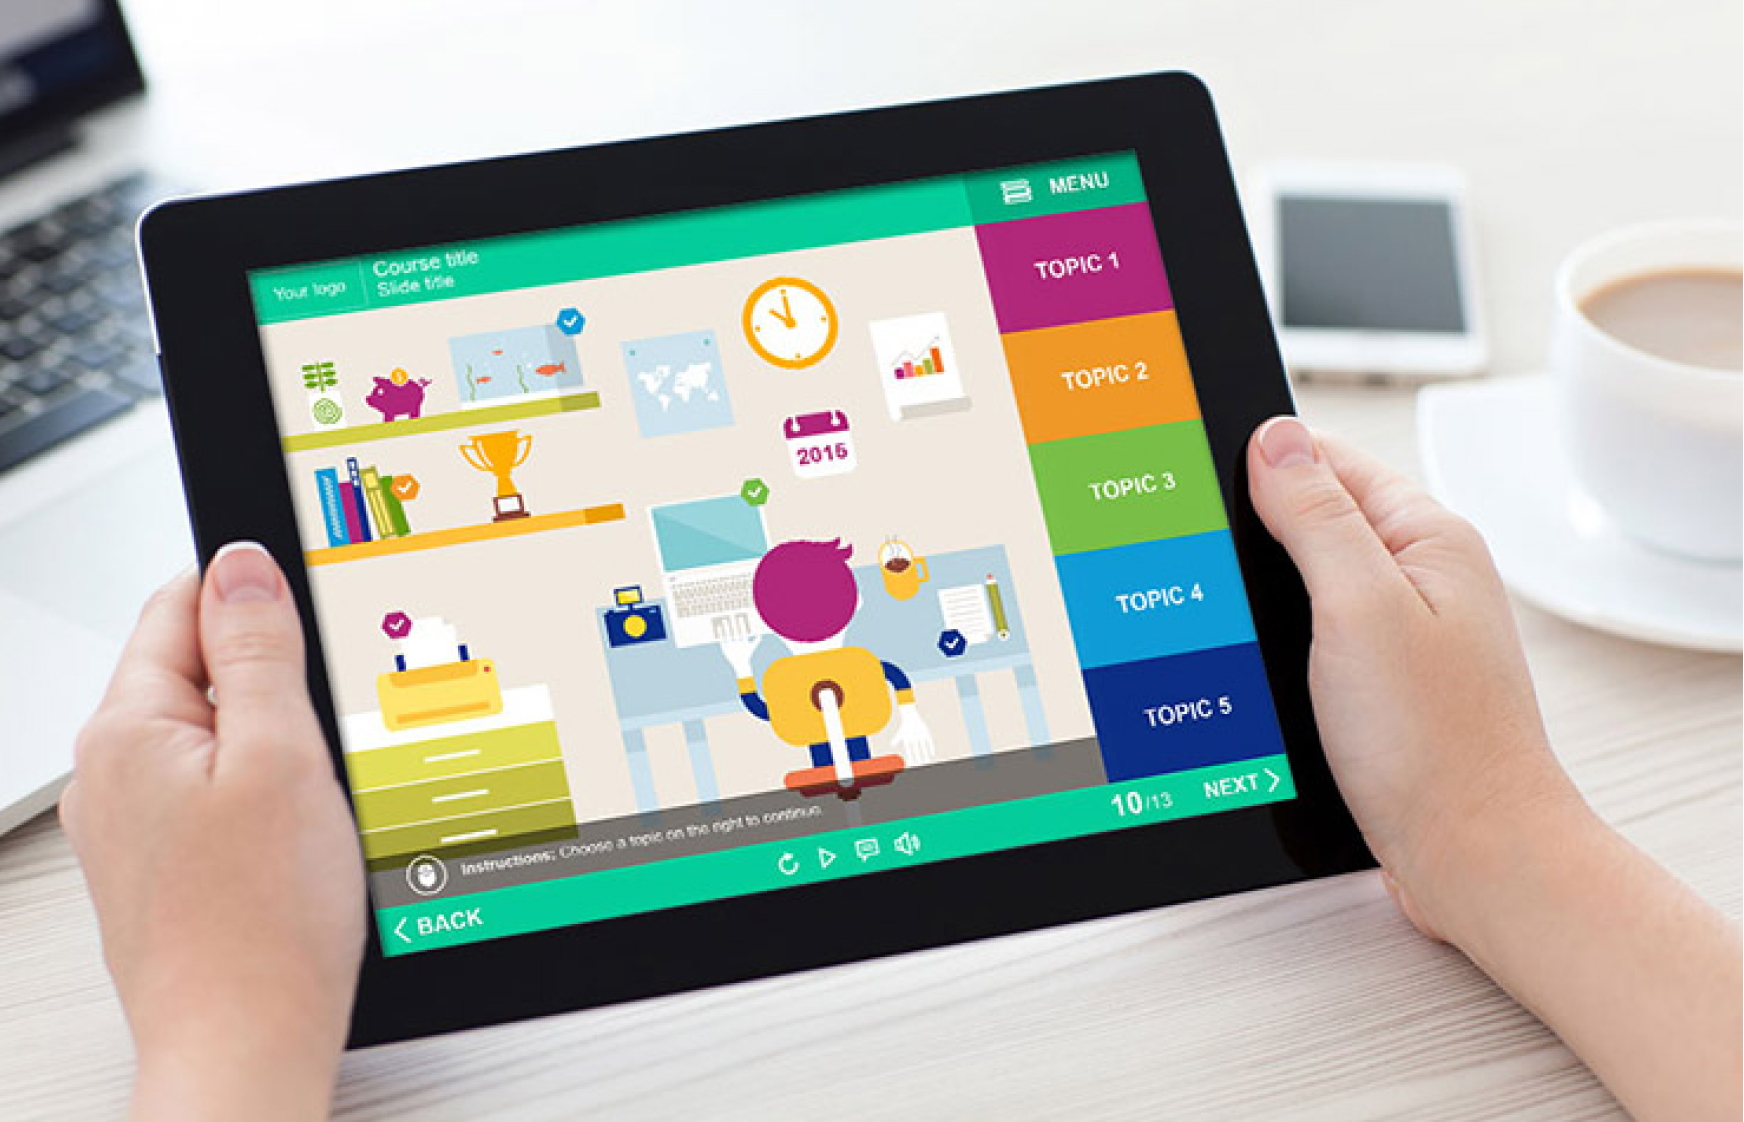 MENU
Your logo
Course title
Slide title
TOPIC 1
TOPIC 2
TOPIC 3
TOPIC 4
TOPIC 5
2015
Instructions: Choose a topic on the right to continue.
10/13
NEXT
BACK